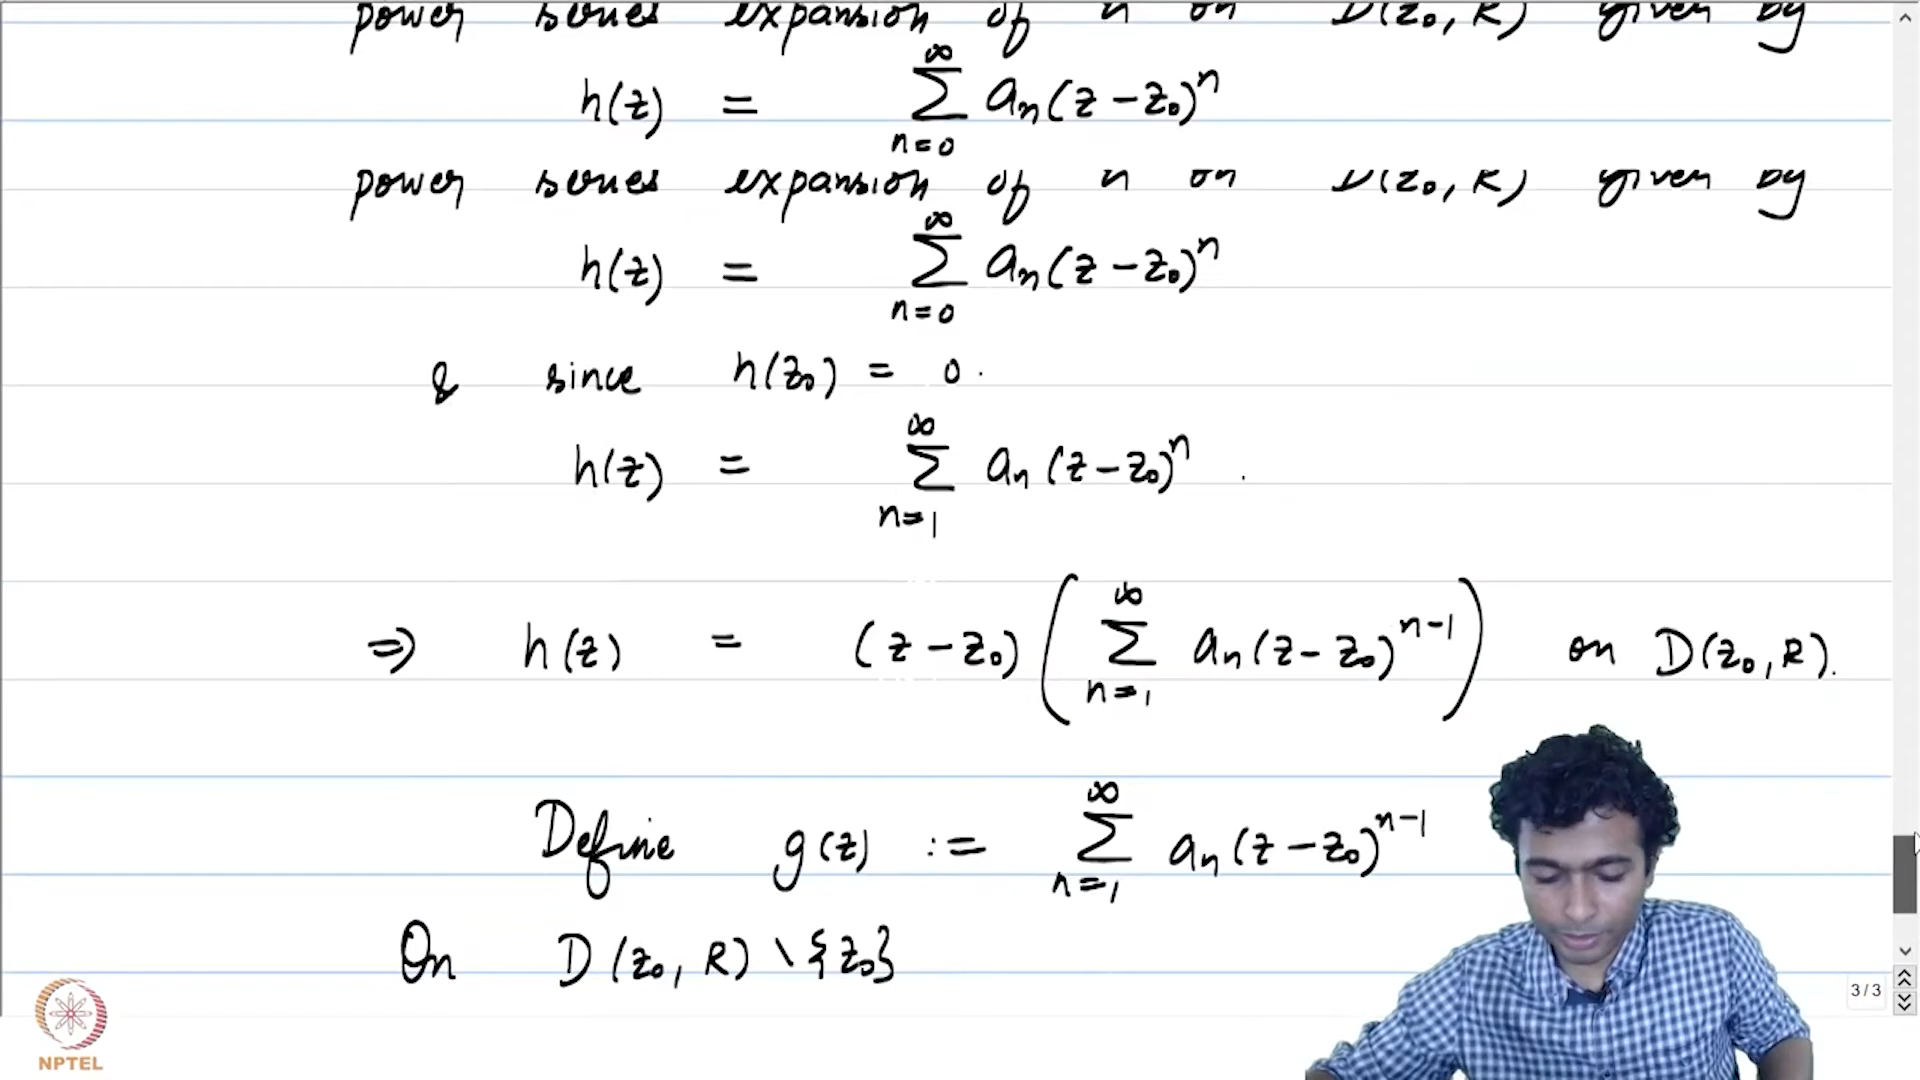 power series expansion of h on D(z₀, R) given by
h(z) = ∑_{n=0}^{∞} aₙ(z-z₀)ⁿ
power series expansion of h on D(z₀, R) given by
h(z) = ∑_{n=0}^{∞} aₙ(z-z₀)ⁿ
& since h(z₀) = 0.
h(z) = ∑_{n=1}^{∞} aₙ(z-z₀)ⁿ.
⇒ h(z) = (z-z₀)(∑_{n=1}^{∞} aₙ(z-z₀)ⁿ⁻¹) on D(z₀, R).
Define g(z) := ∑_{n=1}^{∞} aₙ(z-z₀)ⁿ⁻¹
On D(z₀, R) \ {z₀}
3 / 3
NPTEL